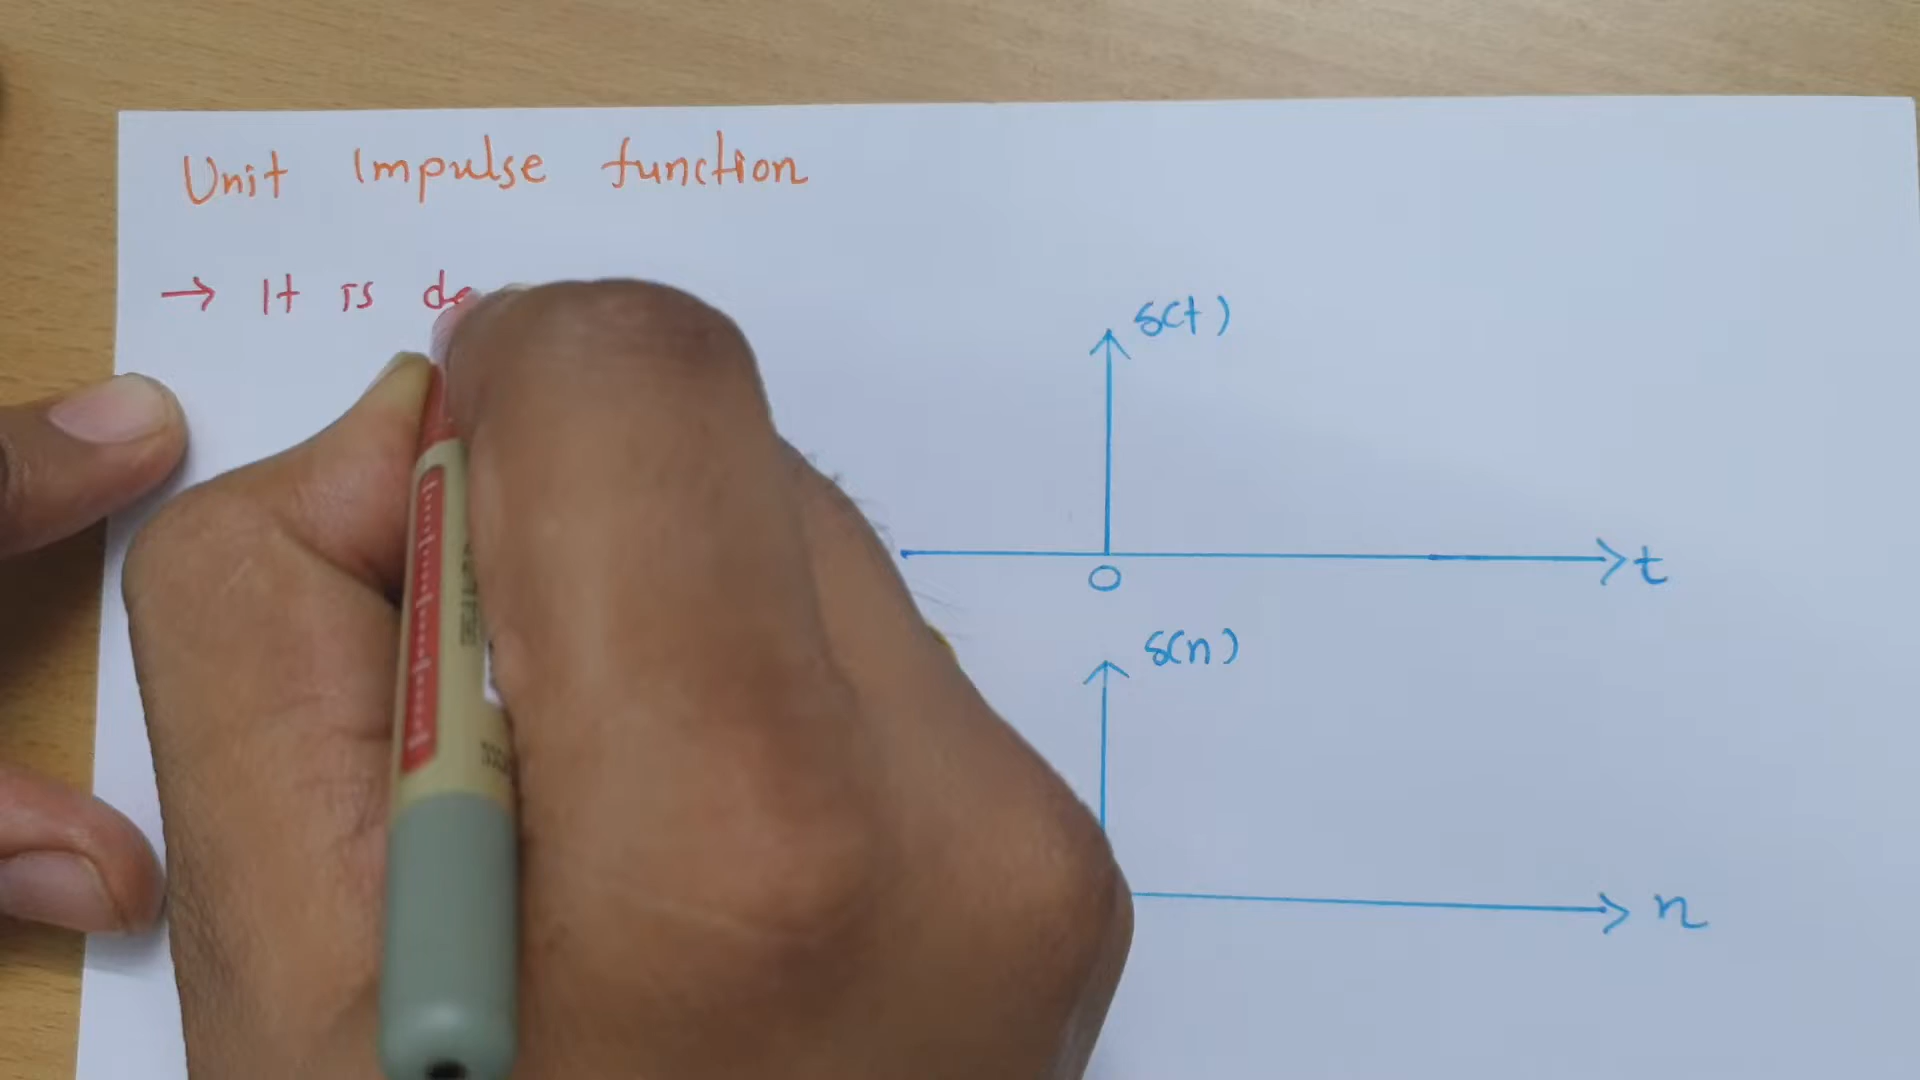 Unit Impulse function
→ It is de
δ(t)
t
0
δ(n)
n